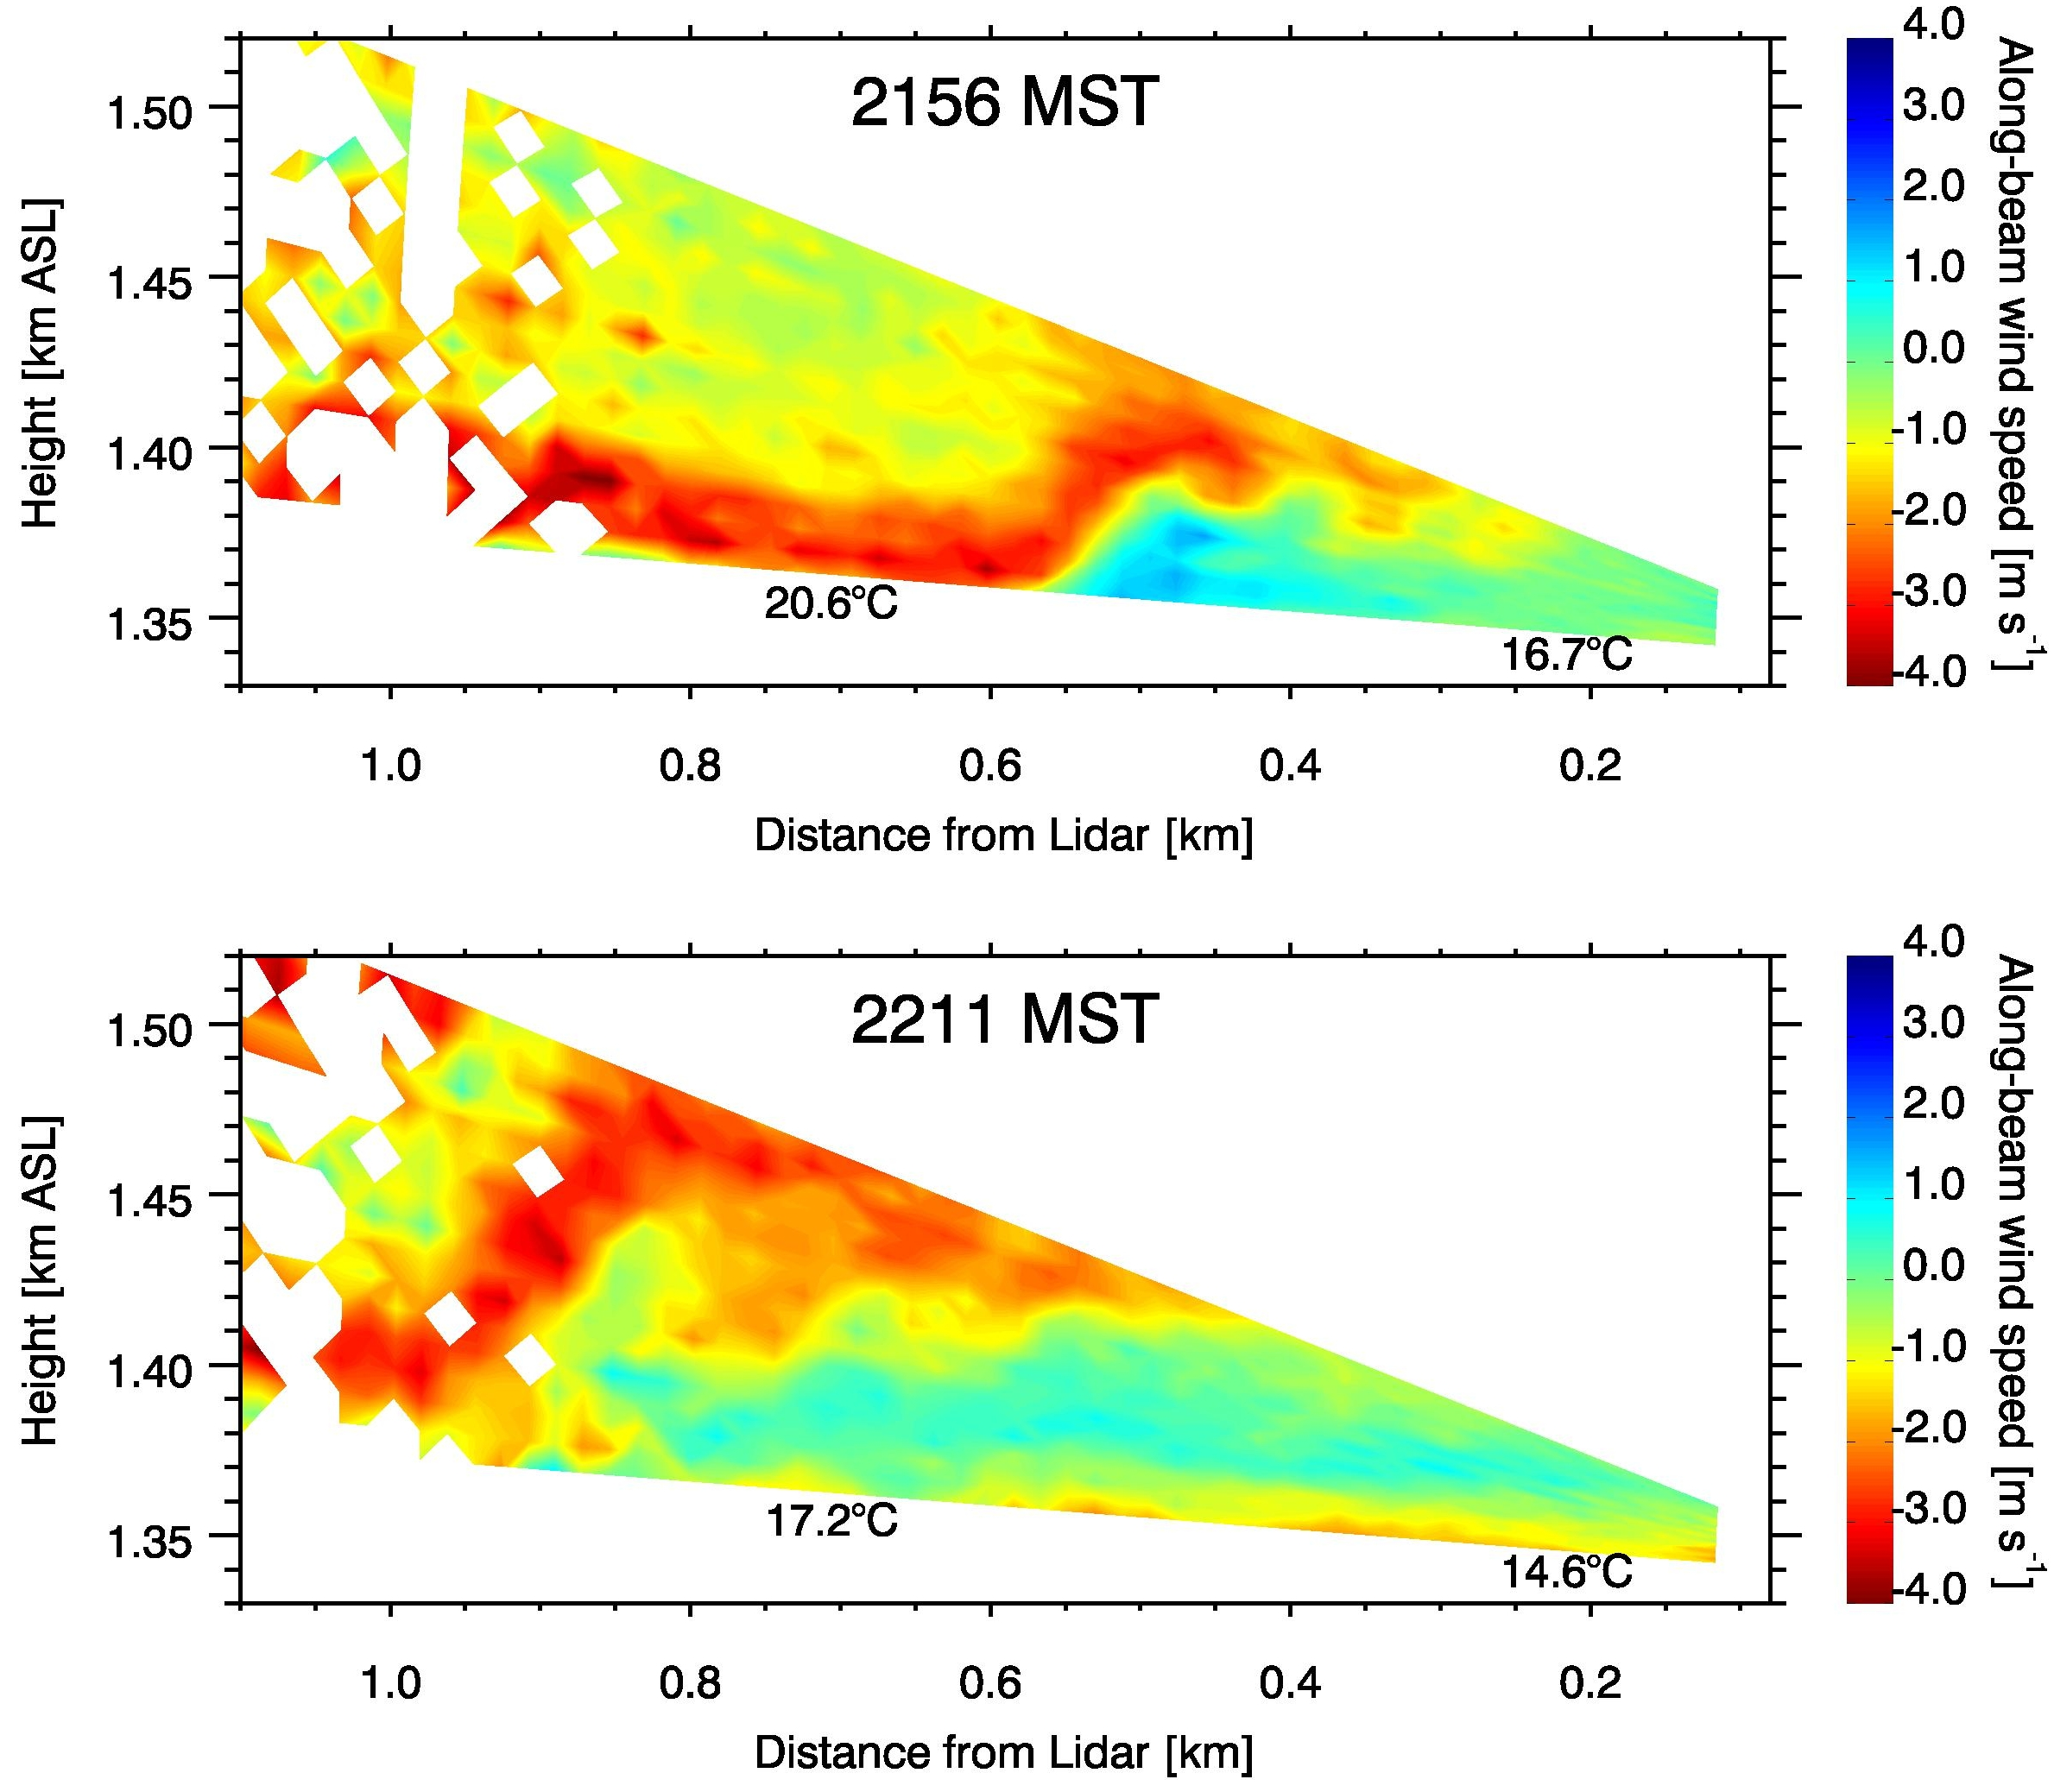 2156 MST
1.50
1.45
1.40
1.35
Height [km ASL]
20.6°C
16.7°C
1.0 0.8 0.6 0.4 0.2
Distance from Lidar [km]
4.0
3.0
2.0
1.0
0.0
-1.0
-2.0
-3.0
-4.0
Along-beam wind speed [m s⁻¹]
2211 MST
1.50
1.45
1.40
1.35
Height [km ASL]
17.2°C
14.6°C
1.0 0.8 0.6 0.4 0.2
Distance from Lidar [km]
4.0
3.0
2.0
1.0
0.0
-1.0
-2.0
-3.0
-4.0
Along-beam wind speed [m s⁻¹]